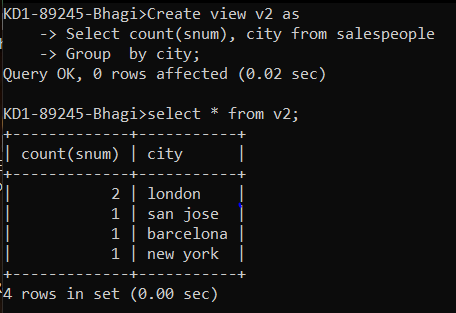 KD1-89245-Bhagi>Create view v2 as
    -> Select count(snum), city from salespeople
    -> Group  by city;
Query OK, 0 rows affected (0.02 sec)

KD1-89245-Bhagi>select * from v2;
+-------------+-----------+
| count(snum) | city      |
+-------------+-----------+
|           2 | london    |
|           1 | san jose  |
|           1 | barcelona |
|           1 | new york  |
+-------------+-----------+
4 rows in set (0.00 sec)